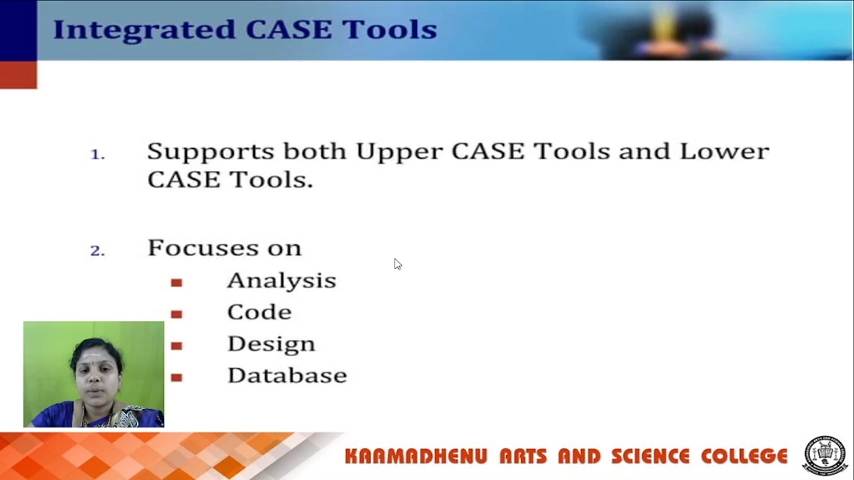 Integrated CASE Tools
1. Supports both Upper CASE Tools and Lower
CASE Tools.
2. Focuses on
Analysis
Code
Design
Database
KAAMADHENU ARTS AND SCIENCE COLLEGE